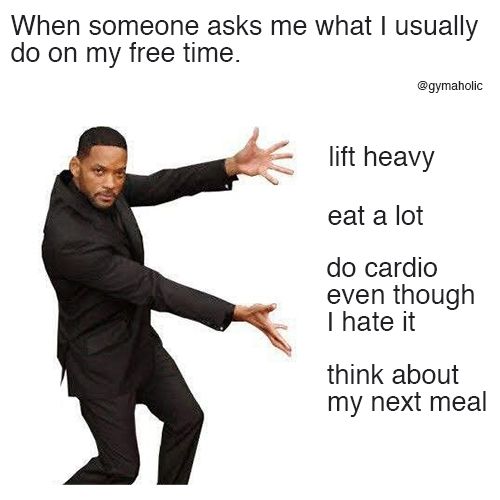 When someone asks me what I usually
do on my free time.
@gymaholic
lift heavy
eat a lot
do cardio
even though
I hate it
think about
my next meal